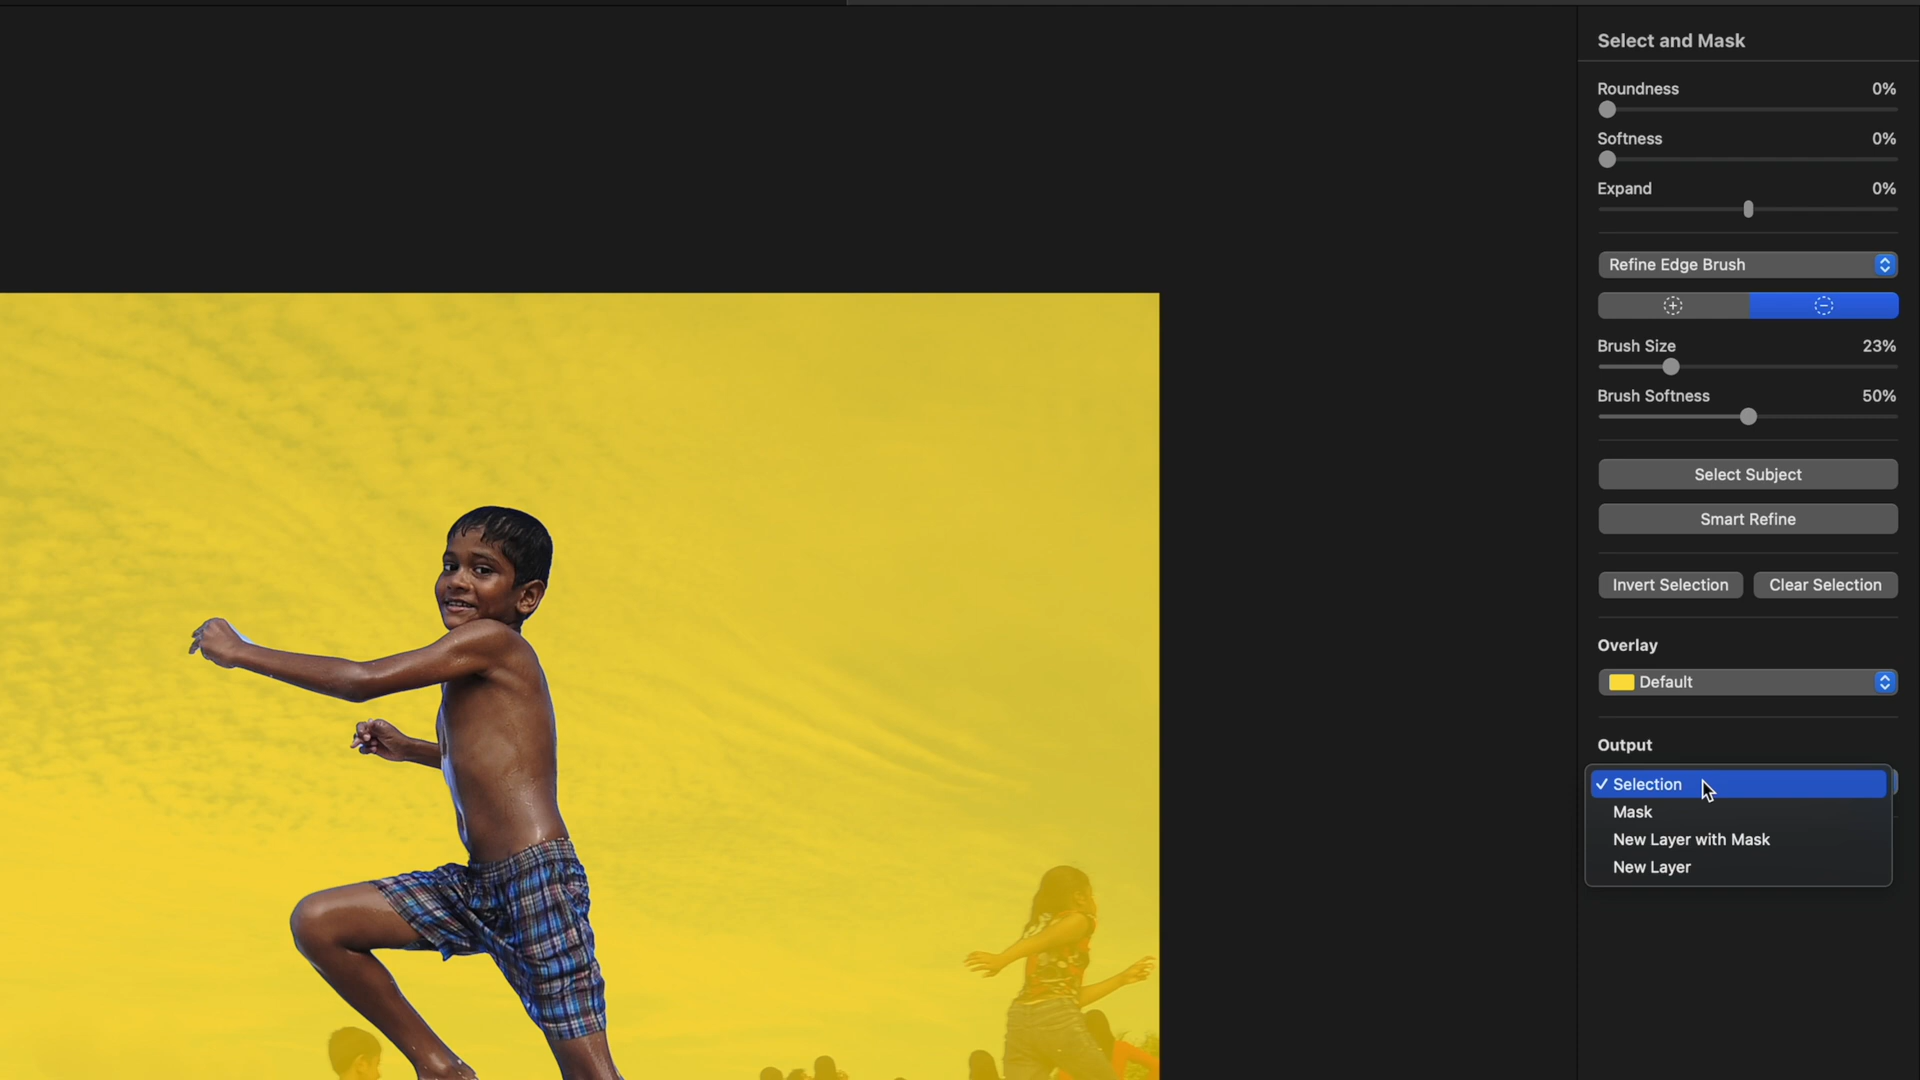 Select and Mask
Roundness 0%
Softness 0%
Expand 0%
Refine Edge Brush
Brush Size 23%
Brush Softness 50%
Select Subject
Smart Refine
Invert Selection Clear Selection
Overlay
Default
Output
✓ Selection
Mask
New Layer with Mask
New Layer